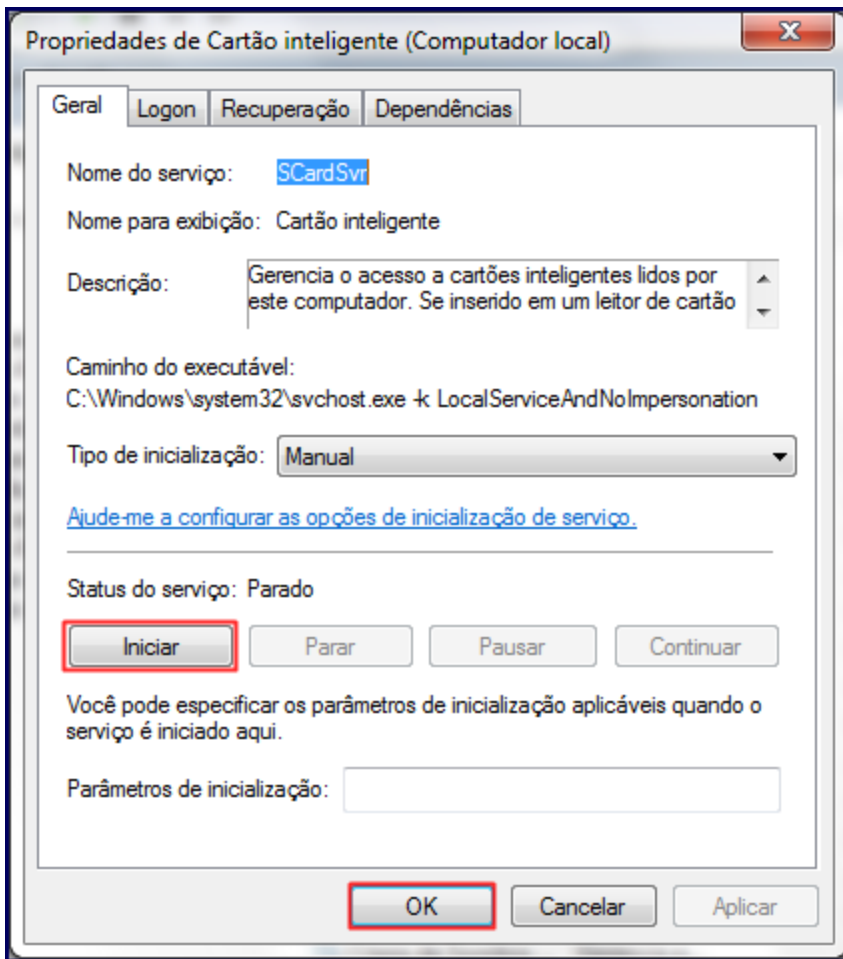 Propriedades de Cartão inteligente (Computador local)
Geral Logon Recuperação Dependências
Nome do serviço: SCardSvr
Nome para exibição: Cartão inteligente
Descrição: Gerencia o acesso a cartões inteligentes lidos por
este computador. Se inserido em um leitor de cartão
Caminho do executável:
C:\Windows\system32\svchost.exe -k LocalServiceAndNoImpersonation
Tipo de inicialização: Manual
Ajude-me a configurar as opções de inicialização de serviço.
Status do serviço: Parado
Iniciar Parar Pausar Continuar
Você pode especificar os parâmetros de inicialização aplicáveis quando o
serviço é iniciado aqui.
Parâmetros de inicialização:
OK Cancelar Aplicar